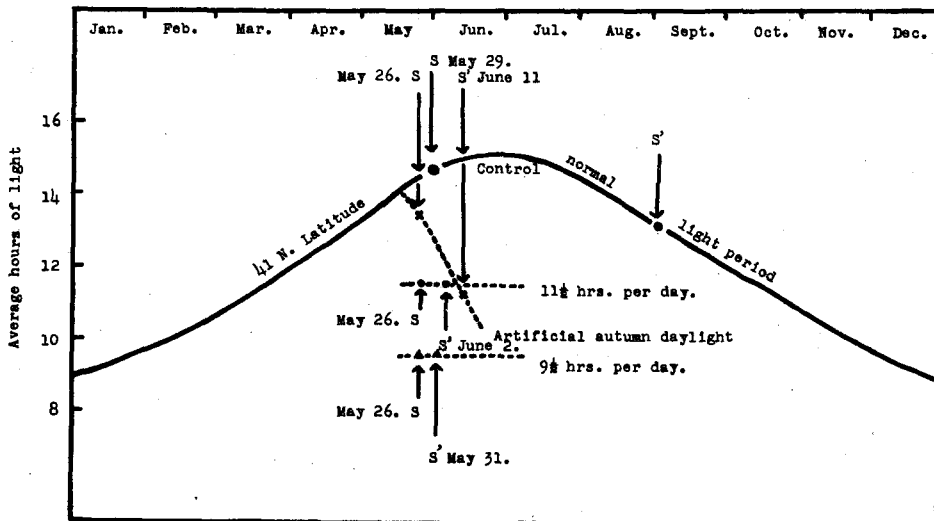 Jan. Feb. Mar. Apr. May Jun. Jul. Aug. Sept. Oct. Nov. Dec.
S May 29.
May 26. S
S' June 11
16
S'
Control
normal
14
41 N. Latitude
light period
12
11½ hrs. per day.
May 26. S
Artificial autumn daylight
S' June 2.
10
9½ hrs. per day.
8
May 26. S
S' May 31.
Average hours of light